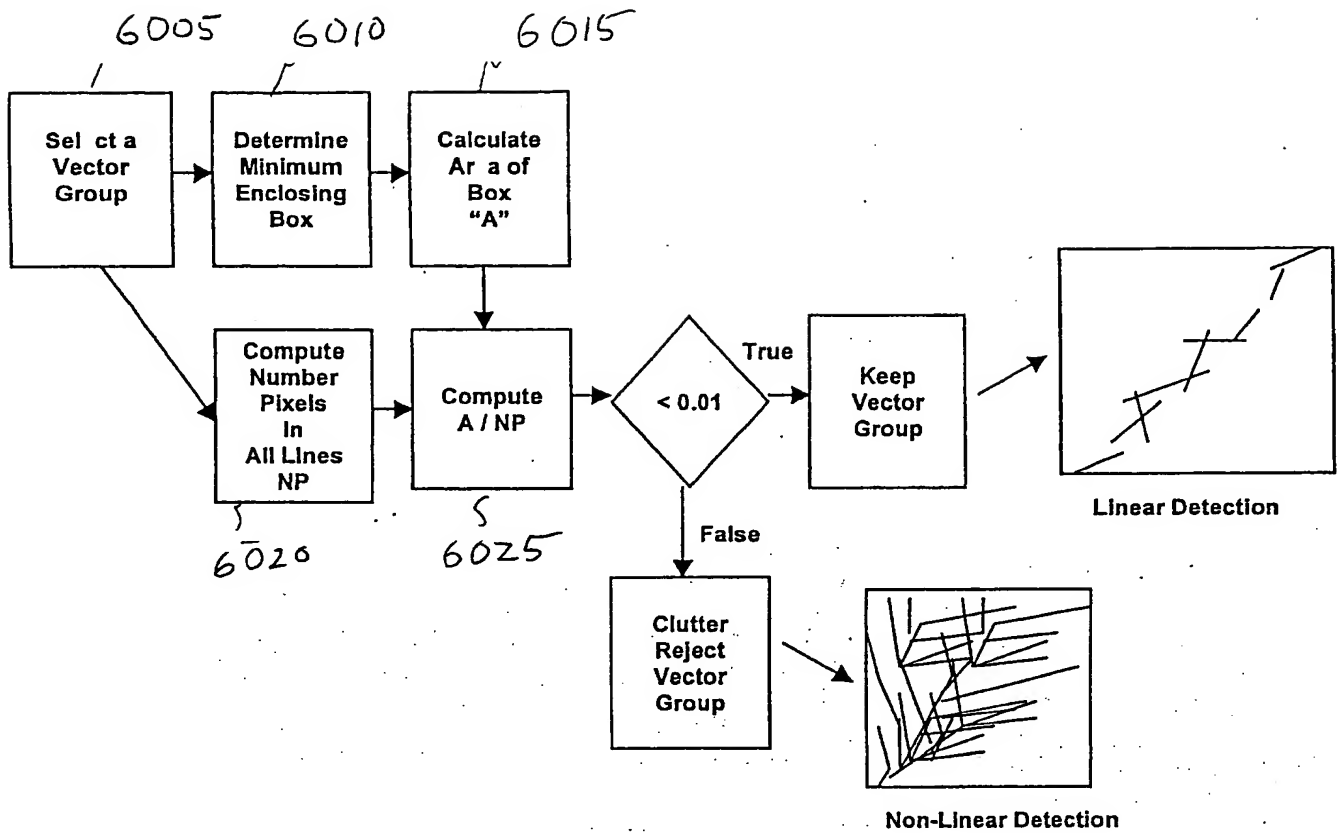 6005
6010
6015
Sel ct a
Vector
Group
Determine
Minimum
Enclosing
Box
Calculate
Ar a of
Box
“A”
Compute
Number
Pixels
In
All Lines
NP
Compute
A / NP
< 0.01
True
Keep
Vector
Group
Linear Detection
6020
6025
False
Clutter
Reject
Vector
Group
Non-Linear Detection